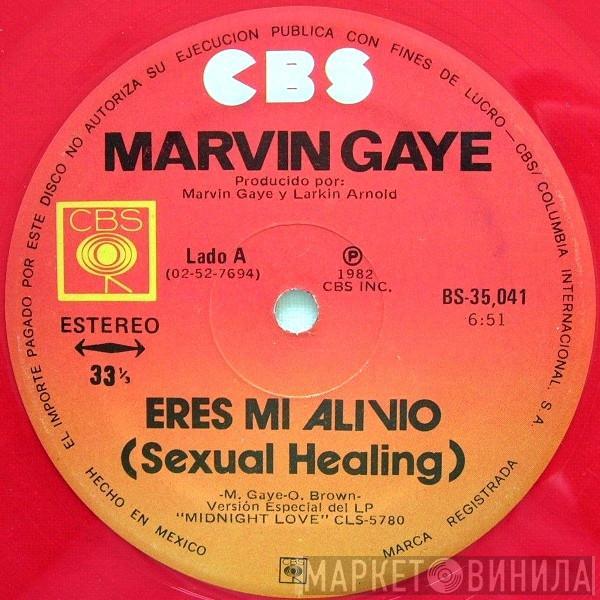 EL IMPORTE PAGADO POR ESTE DISCO NO AUTORIZA SU EJECUCION PUBLICA CON FINES DE LUCRO — CBS/COLUMBIA INTERNACIONAL, S. A.
CBS
MARVIN GAYE
Producido por:
Marvin Gaye y Larkin Arnold
CBS
Lado A
(02-52-7694)
℗
1982
CBS INC.
BS-35,041
6:51
ESTEREO
33⅓
ERES MI ALIVIO
(Sexual Healing)
-M. Gaye-O. Brown-
Versión Especial del LP
"MIDNIGHT LOVE" CLS-5780
HECHO EN MEXICO
MARCA REGISTRADA
CBS
МАРКЕТ ВИНИЛА